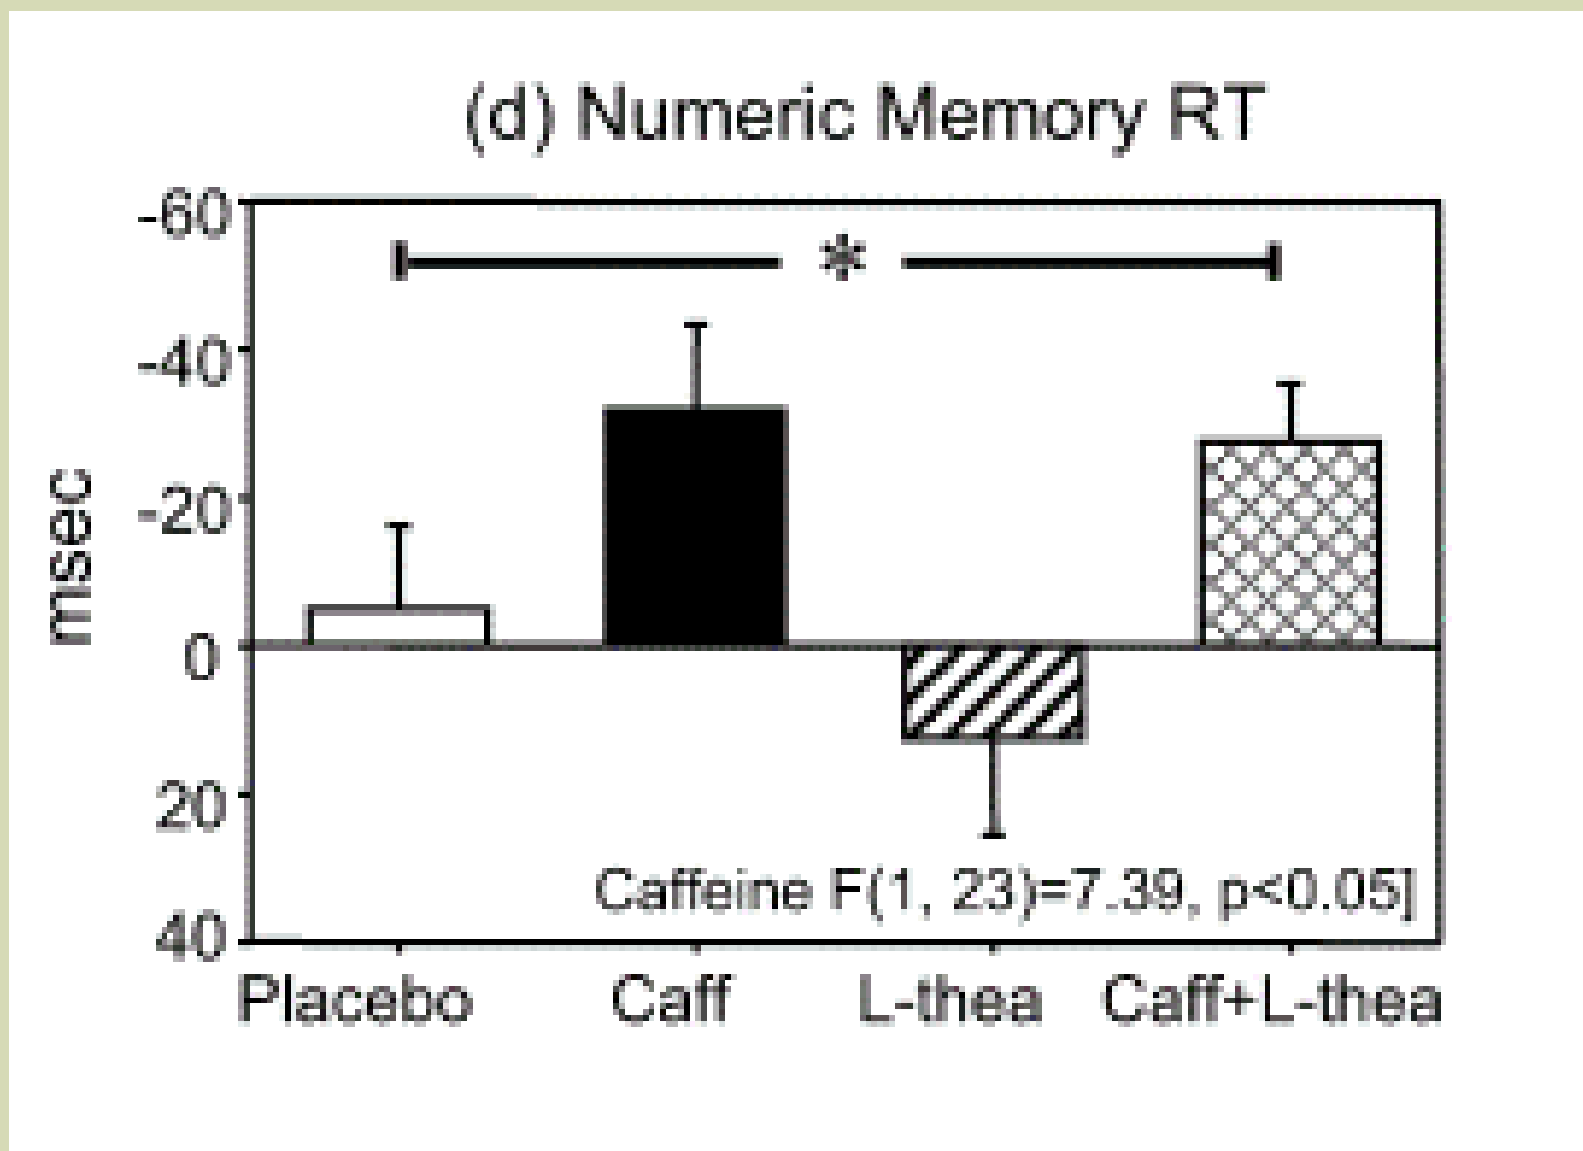 (d) Numeric Memory RT
-60
*
-40
-20
msec
0
20
Caffeine F(1, 23)=7.39, p<0.05]
40
Placebo Caff L-thea Caff+L-thea